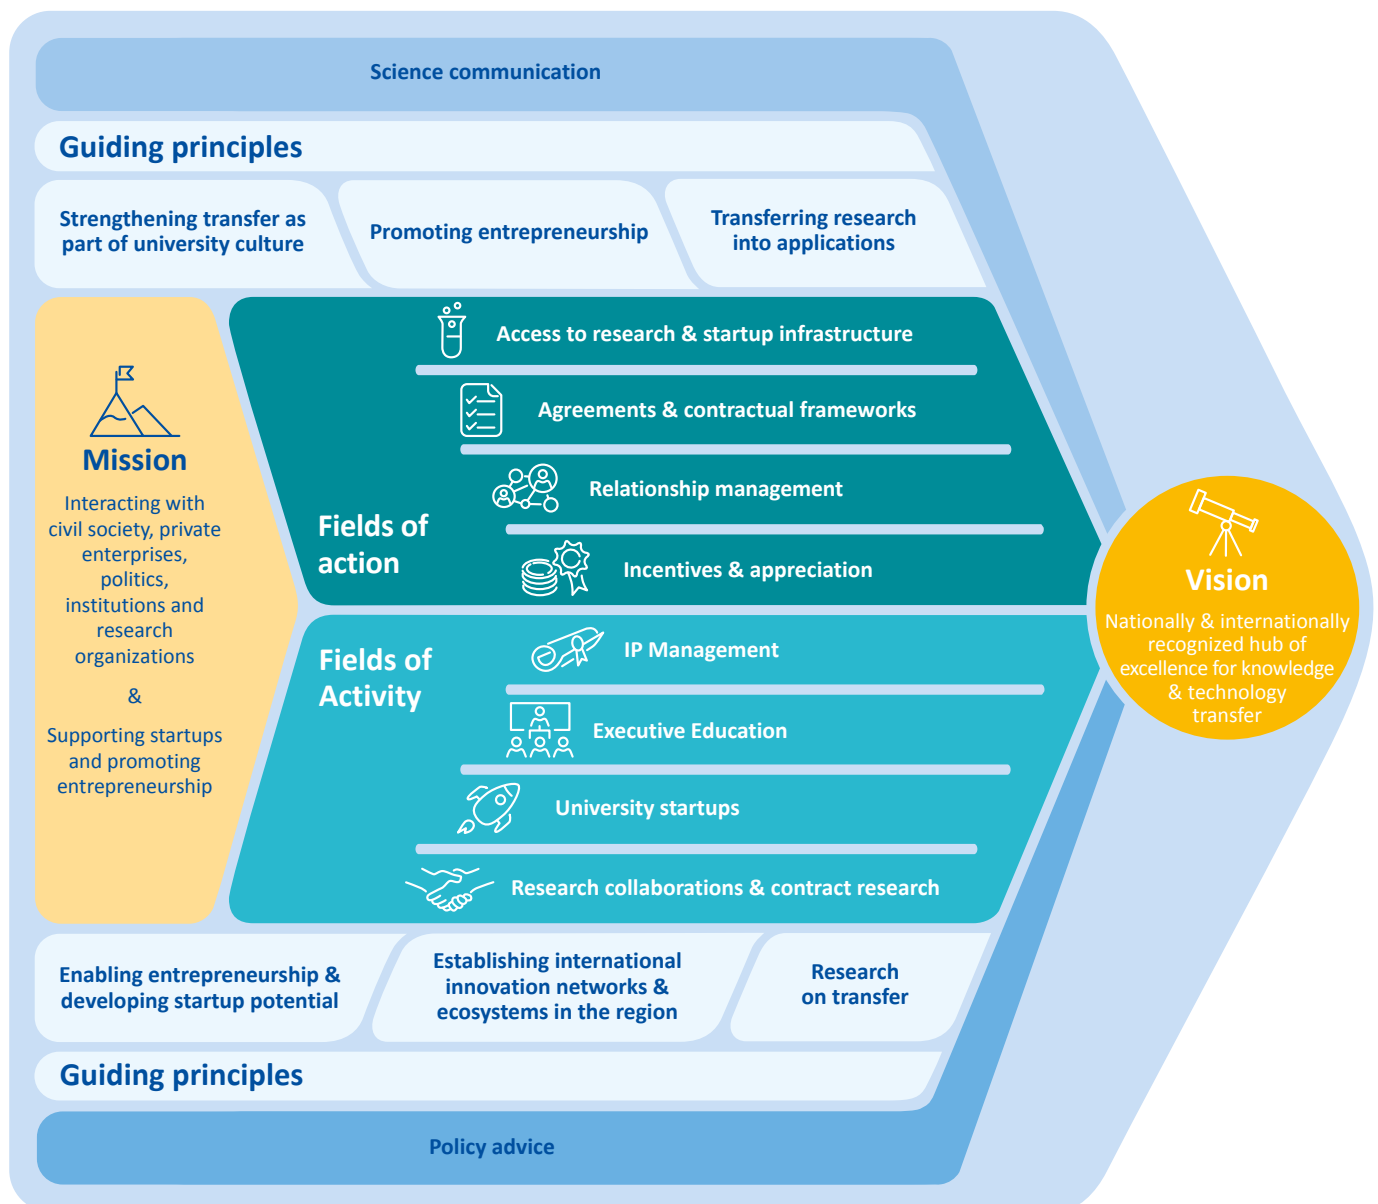 Science communication
Guiding principles
Strengthening transfer as
part of university culture
Promoting entrepreneurship
Transferring research
into applications
Mission
Interacting with
civil society, private
enterprises,
politics,
institutions and
research
organizations
&
Supporting startups
and promoting
entrepreneurship
Fields of
action
Access to research & startup infrastructure
Agreements & contractual frameworks
Relationship management
Incentives & appreciation
Fields of
Activity
IP Management
Executive Education
University startups
Research collaborations & contract research
Vision
Nationally & internationally
recognized hub of
excellence for knowledge
& technology
transfer
Enabling entrepreneurship &
developing startup potential
Establishing international
innovation networks &
ecosystems in the region
Research
on transfer
Guiding principles
Policy advice